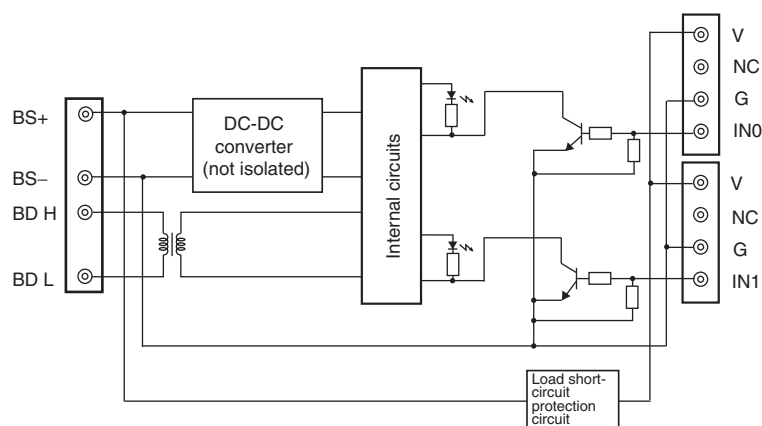 BS+
BS−
BD H
BD L
DC-DC
converter
(not isolated)
Internal circuits
V
NC
G
IN0
V
NC
G
IN1
Load short-
circuit
protection
circuit